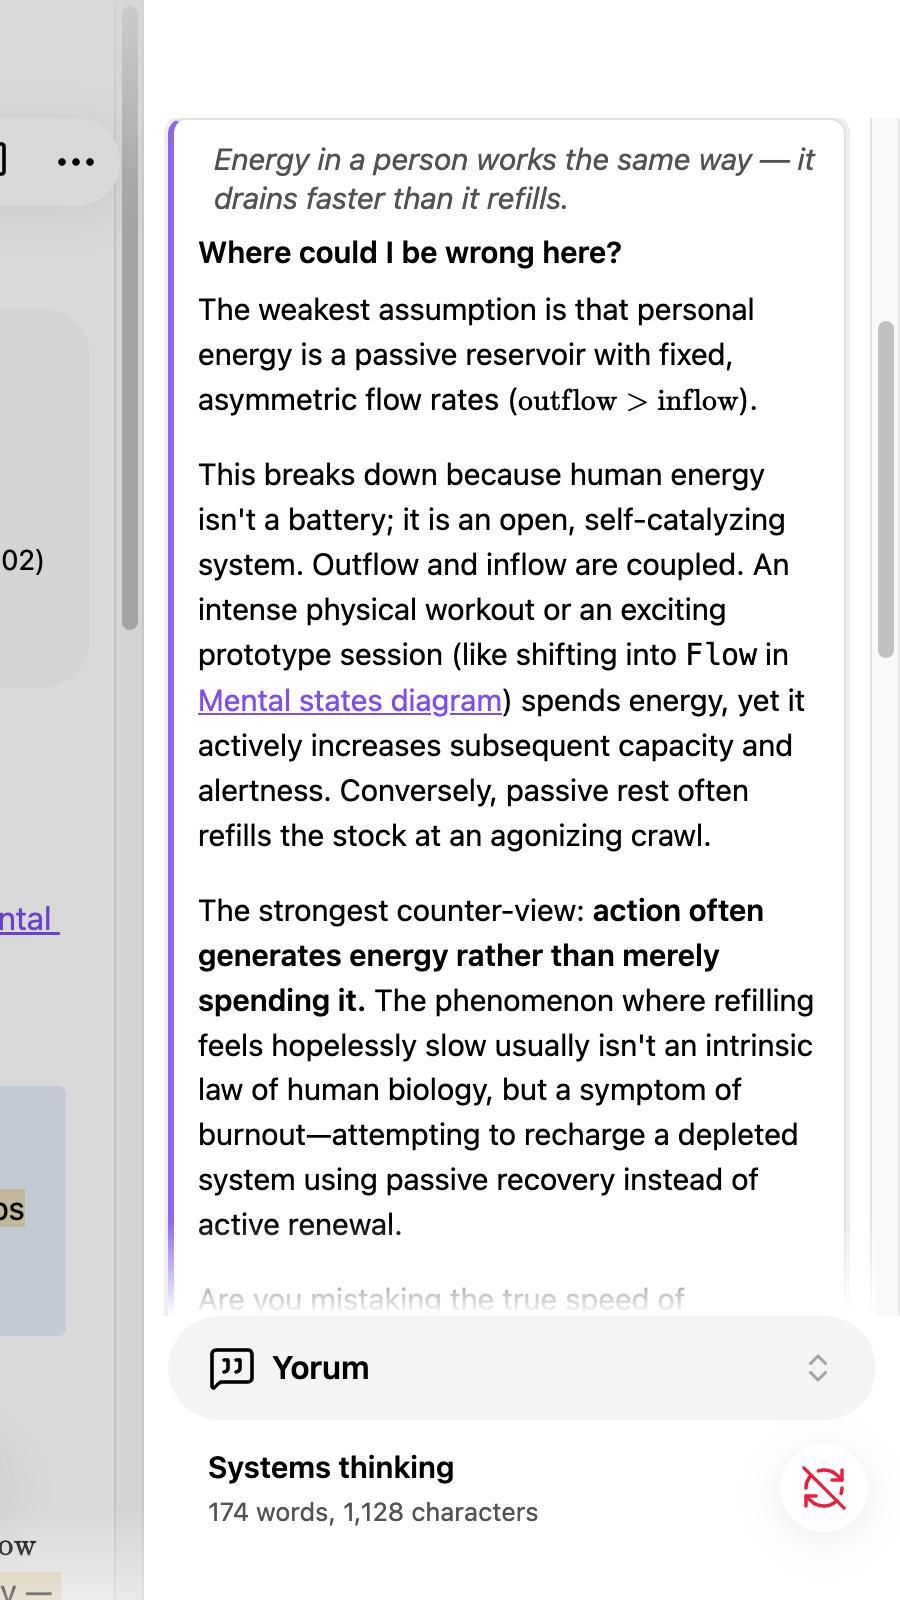 Energy in a person works the same way — it
drains faster than it refills.
Where could I be wrong here?
The weakest assumption is that personal
energy is a passive reservoir with fixed,
asymmetric flow rates (outflow > inflow).
This breaks down because human energy
isn't a battery; it is an open, self-catalyzing
system. Outflow and inflow are coupled. An
intense physical workout or an exciting
prototype session (like shifting into Flow in
Mental states diagram) spends energy, yet it
actively increases subsequent capacity and
alertness. Conversely, passive rest often
refills the stock at an agonizing crawl.
The strongest counter-view: action often
generates energy rather than merely
spending it. The phenomenon where refilling
feels hopelessly slow usually isn't an intrinsic
law of human biology, but a symptom of
burnout—attempting to recharge a depleted
system using passive recovery instead of
active renewal.
Are you mistaking the true speed of
Yorum
Systems thinking
174 words, 1,128 characters
02)
ntal
ps
ow
y —